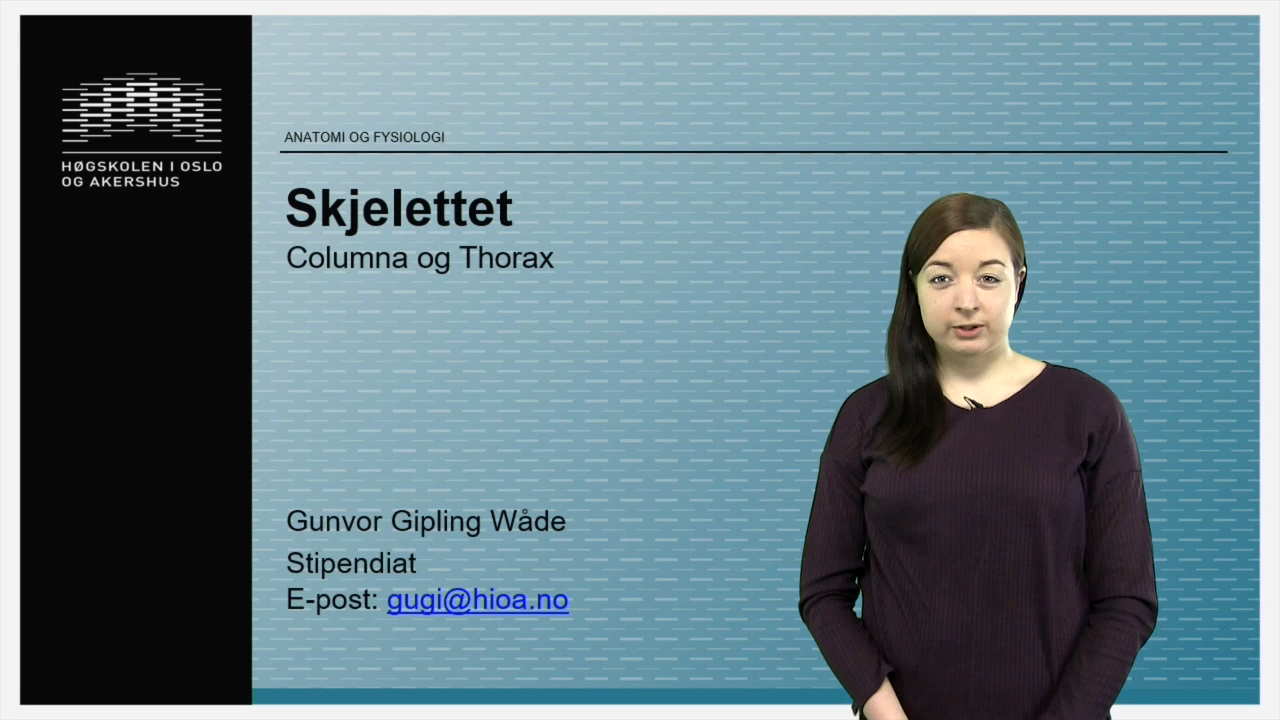 HØGSKOLEN I OSLO
OG AKERSHUS
ANATOMI OG FYSIOLOGI
Skjelettet
Columna og Thorax
Gunvor Gipling Wåde
Stipendiat
E-post: gugi@hioa.no